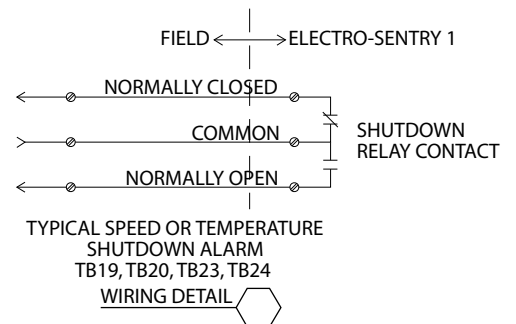 FIELD ELECTRO-SENTRY 1
NORMALLY CLOSED
COMMON
SHUTDOWN
RELAY CONTACT
NORMALLY OPEN
TYPICAL SPEED OR TEMPERATURE
SHUTDOWN ALARM
TB19, TB20, TB23, TB24
WIRING DETAIL